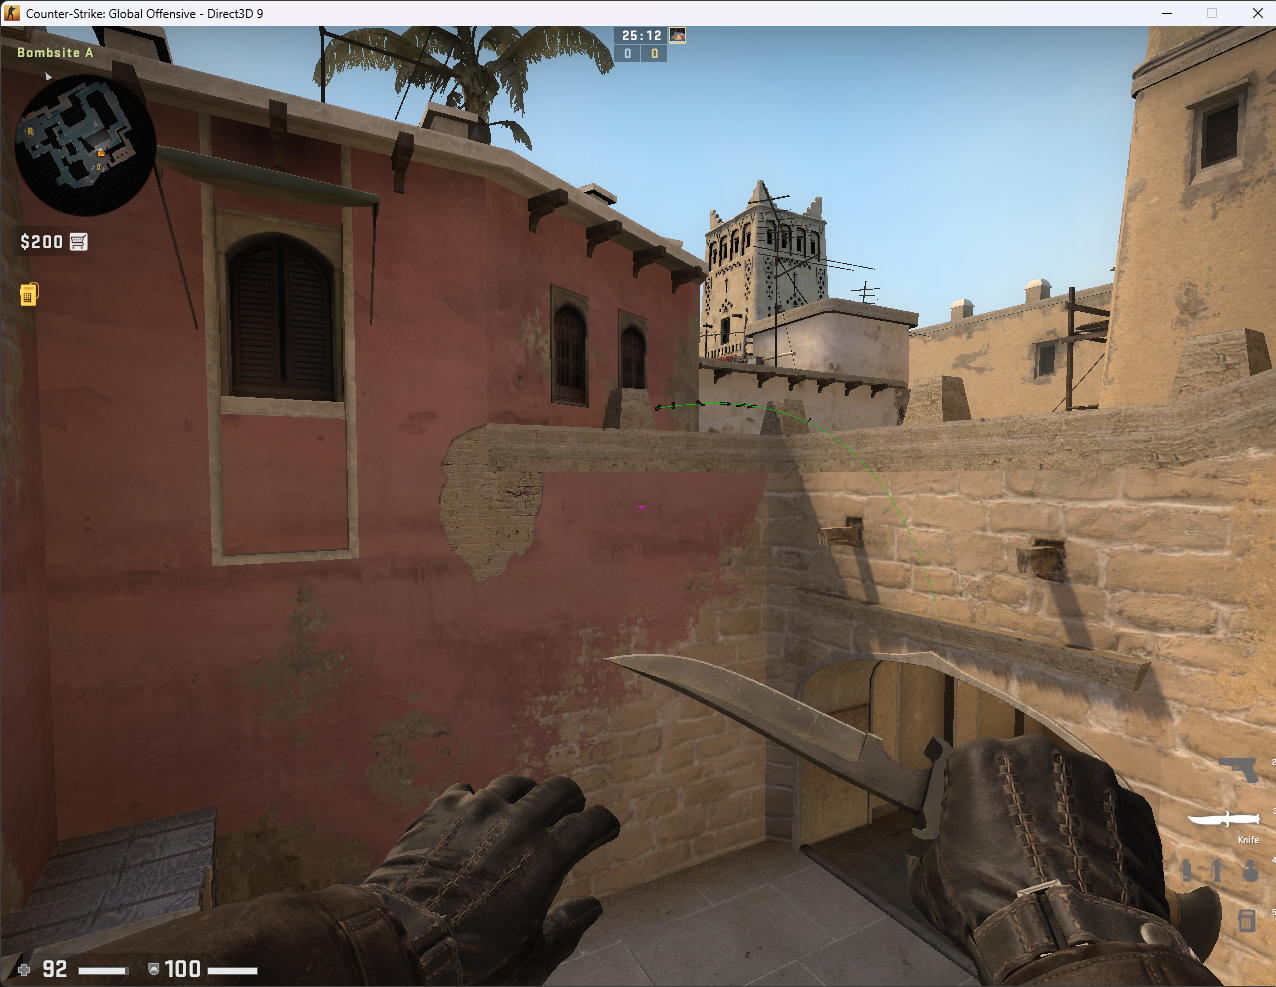 Counter-Strike: Global Offensive - Direct3D 9
Bombsite A
25:12
0 0
$200
Knife
92
100